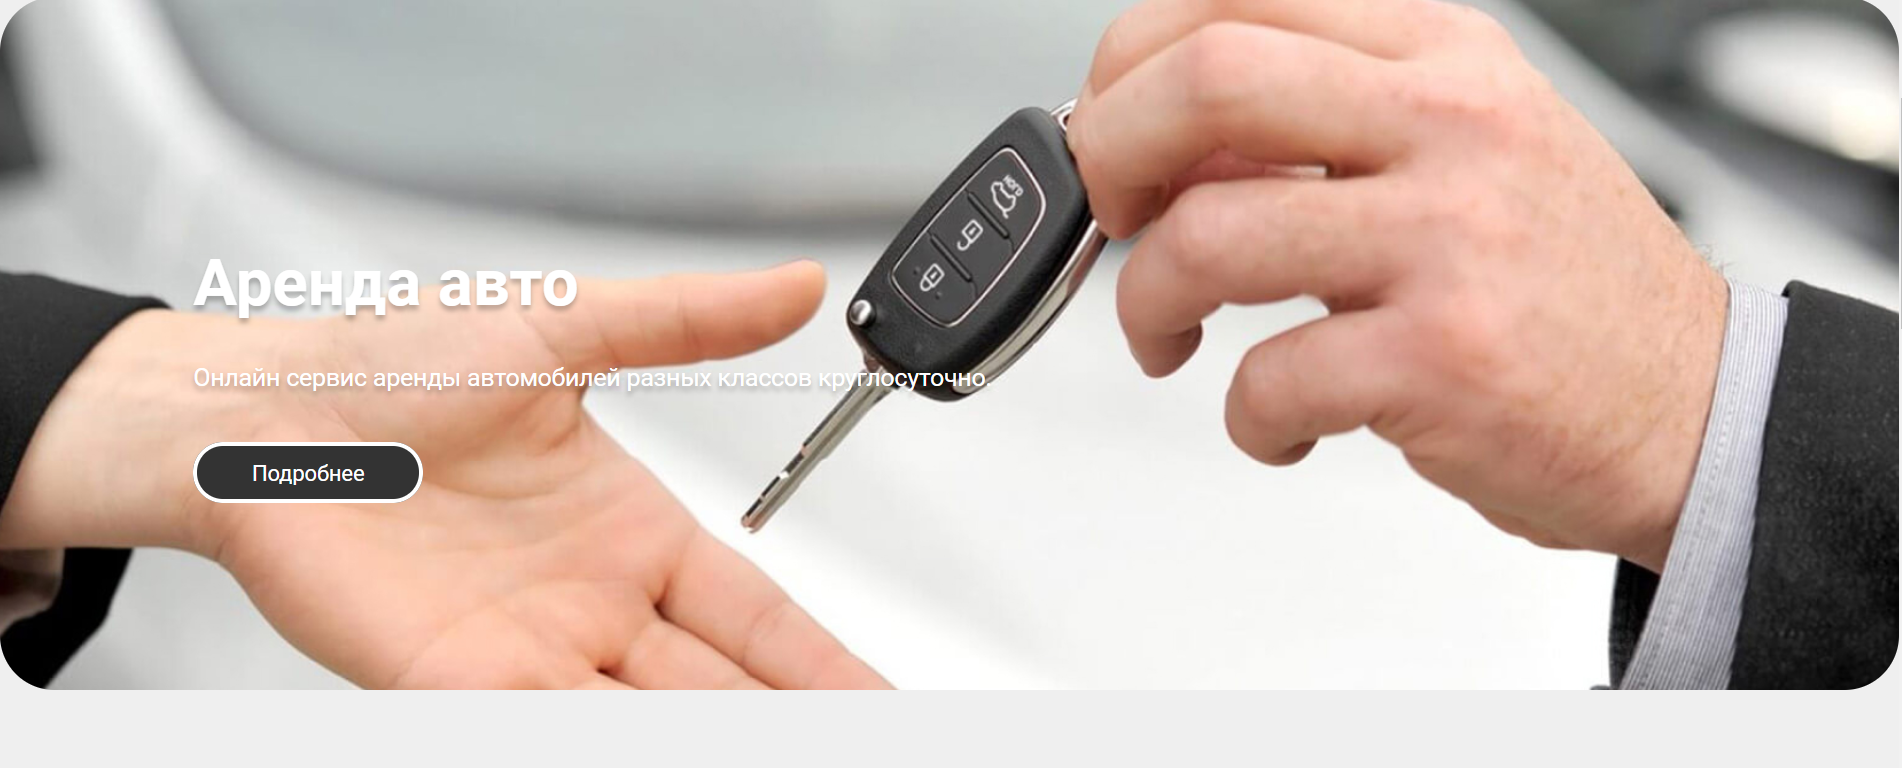 Аренда авто
Онлайн сервис аренды автомобилей разных классов круглосуточно.
Подробнее